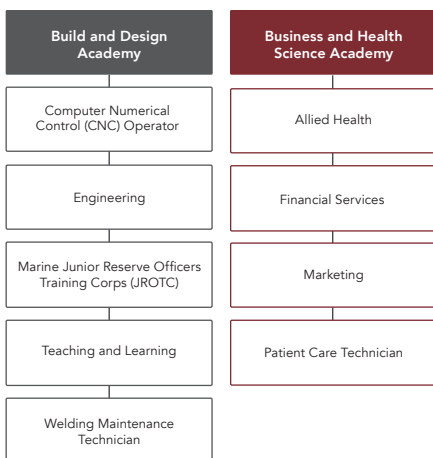 Build and Design
Academy
Computer Numerical
Control (CNC) Operator
Engineering
Marine Junior Reserve Officers
Training Corps (JROTC)
Teaching and Learning
Welding Maintenance
Technician
Business and Health
Science Academy
Allied Health
Financial Services
Marketing
Patient Care Technician